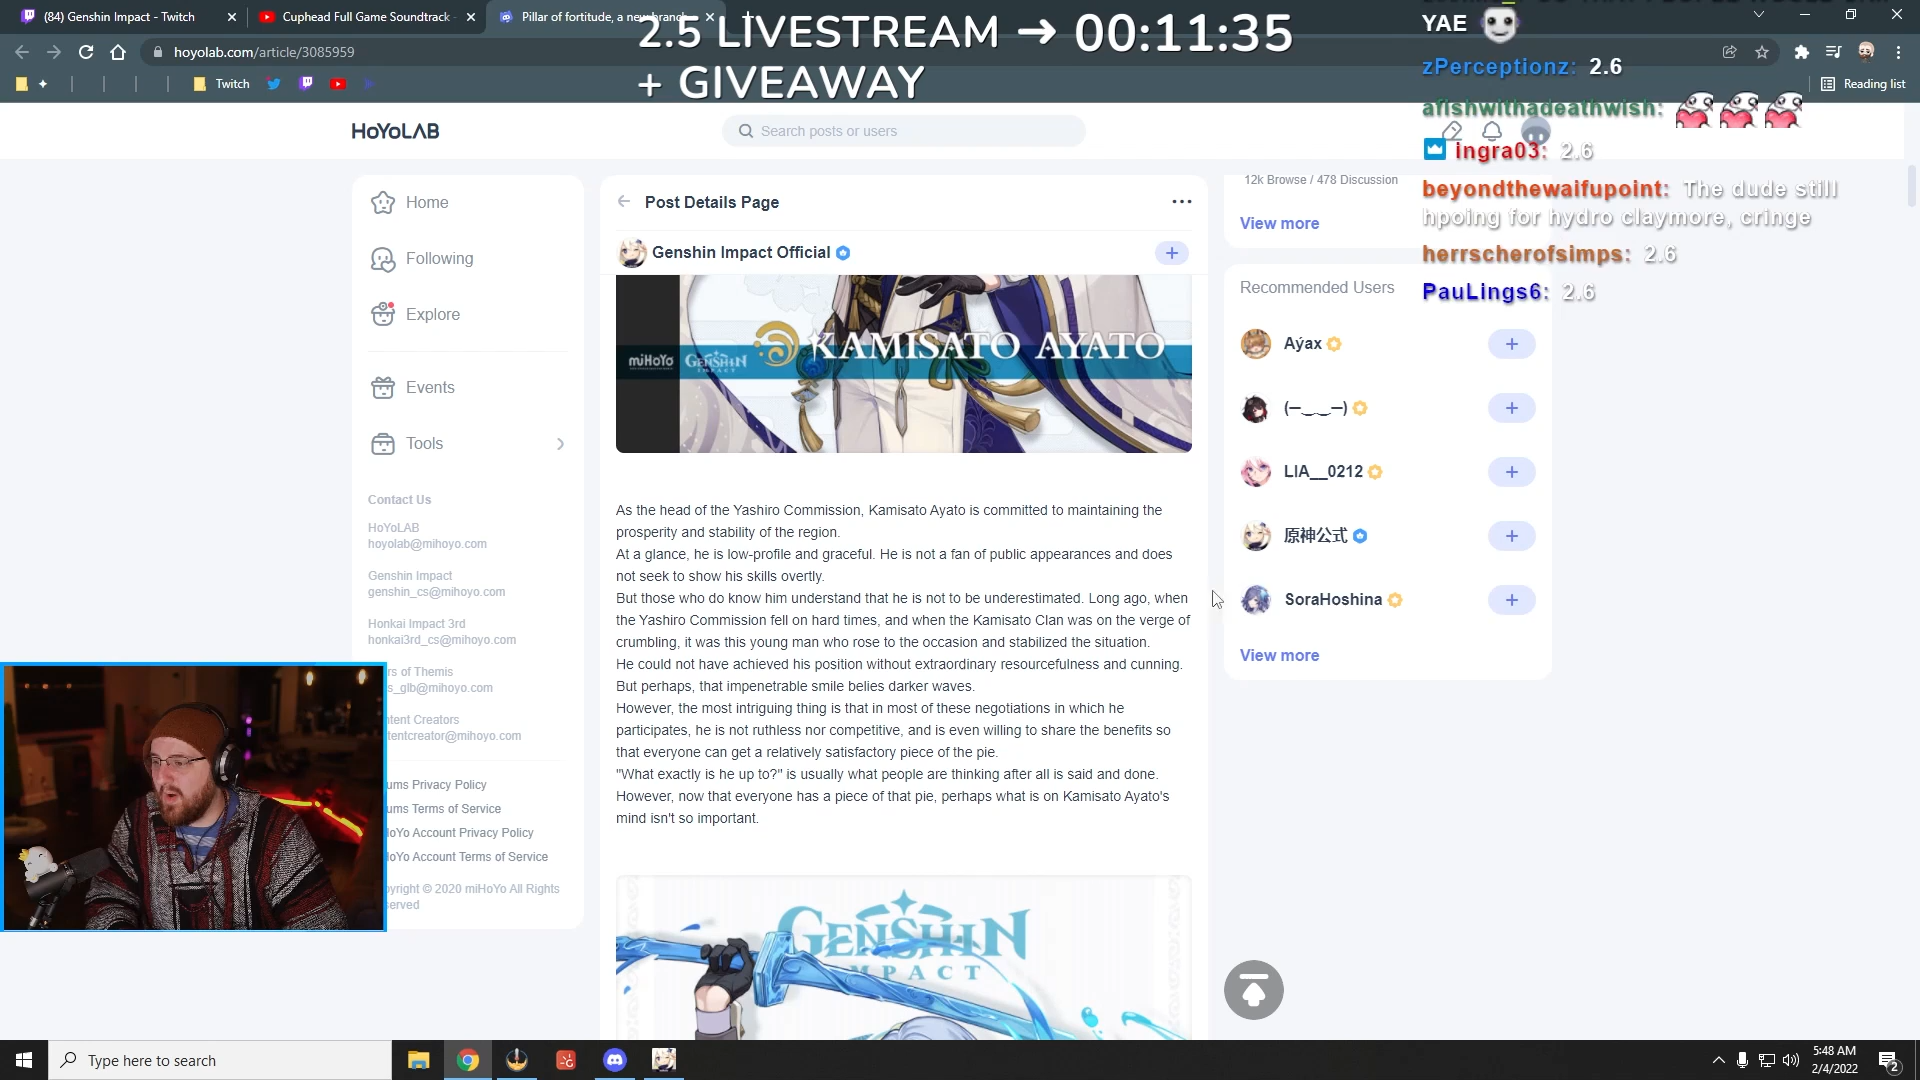 (84) Genshin Impact - Twitch
Cuphead Full Game Soundtrack -
Pillar of fortitude, a new branch
2.5 LIVESTREAM → 00:11:35
+ GIVEAWAY
hoyolab.com/article/3085959
Twitch
Reading list
YAE
zPerceptionz: 2.6
afishwithadeathwish:
ingra03: 2.6
beyondthewaifupoint: The dude still
hpoing for hydro claymore, cringe
herrscherofsimps: 2.6
PauLings6: 2.6
HoYoLAB
Search posts or users
Home
Following
Explore
Events
Tools
Contact Us
HoYoLAB
hoyolab@mihoyo.com
Genshin Impact
genshin_cs@mihoyo.com
Honkai Impact 3rd
honkai3rd_cs@mihoyo.com
rs of Themis
s_glb@mihoyo.com
ntent Creators
tentcreator@mihoyo.com
ums Privacy Policy
ums Terms of Service
oYo Account Privacy Policy
oYo Account Terms of Service
yright © 2020 miHoYo All Rights
erved
Post Details Page
Genshin Impact Official
KAMISATO AYATO
miHoYo
GENSHIN
IMPACT
As the head of the Yashiro Commission, Kamisato Ayato is committed to maintaining the
prosperity and stability of the region.
At a glance, he is low-profile and graceful. He is not a fan of public appearances and does
not seek to show his skills overtly.
But those who do know him understand that he is not to be underestimated. Long ago, when
the Yashiro Commission fell on hard times, and when the Kamisato Clan was on the verge of
crumbling, it was this young man who rose to the occasion and stabilized the situation.
He could not have achieved his position without extraordinary resourcefulness and cunning.
But perhaps, that impenetrable smile belies darker waves.
However, the most intriguing thing is that in most of these negotiations in which he
participates, he is not ruthless nor competitive, and is even willing to share the benefits so
that everyone can get a relatively satisfactory piece of the pie.
"What exactly is he up to?" is usually what people are thinking after all is said and done.
However, now that everyone has a piece of that pie, perhaps what is on Kamisato Ayato's
mind isn't so important.
GENSHIN
IMPACT
12k Browse / 478 Discussion
View more
Recommended Users
Aýax
(—‿‿—)
LIA__0212
原神公式
SoraHoshina
View more
Type here to search
5:48 AM
2/4/2022
2